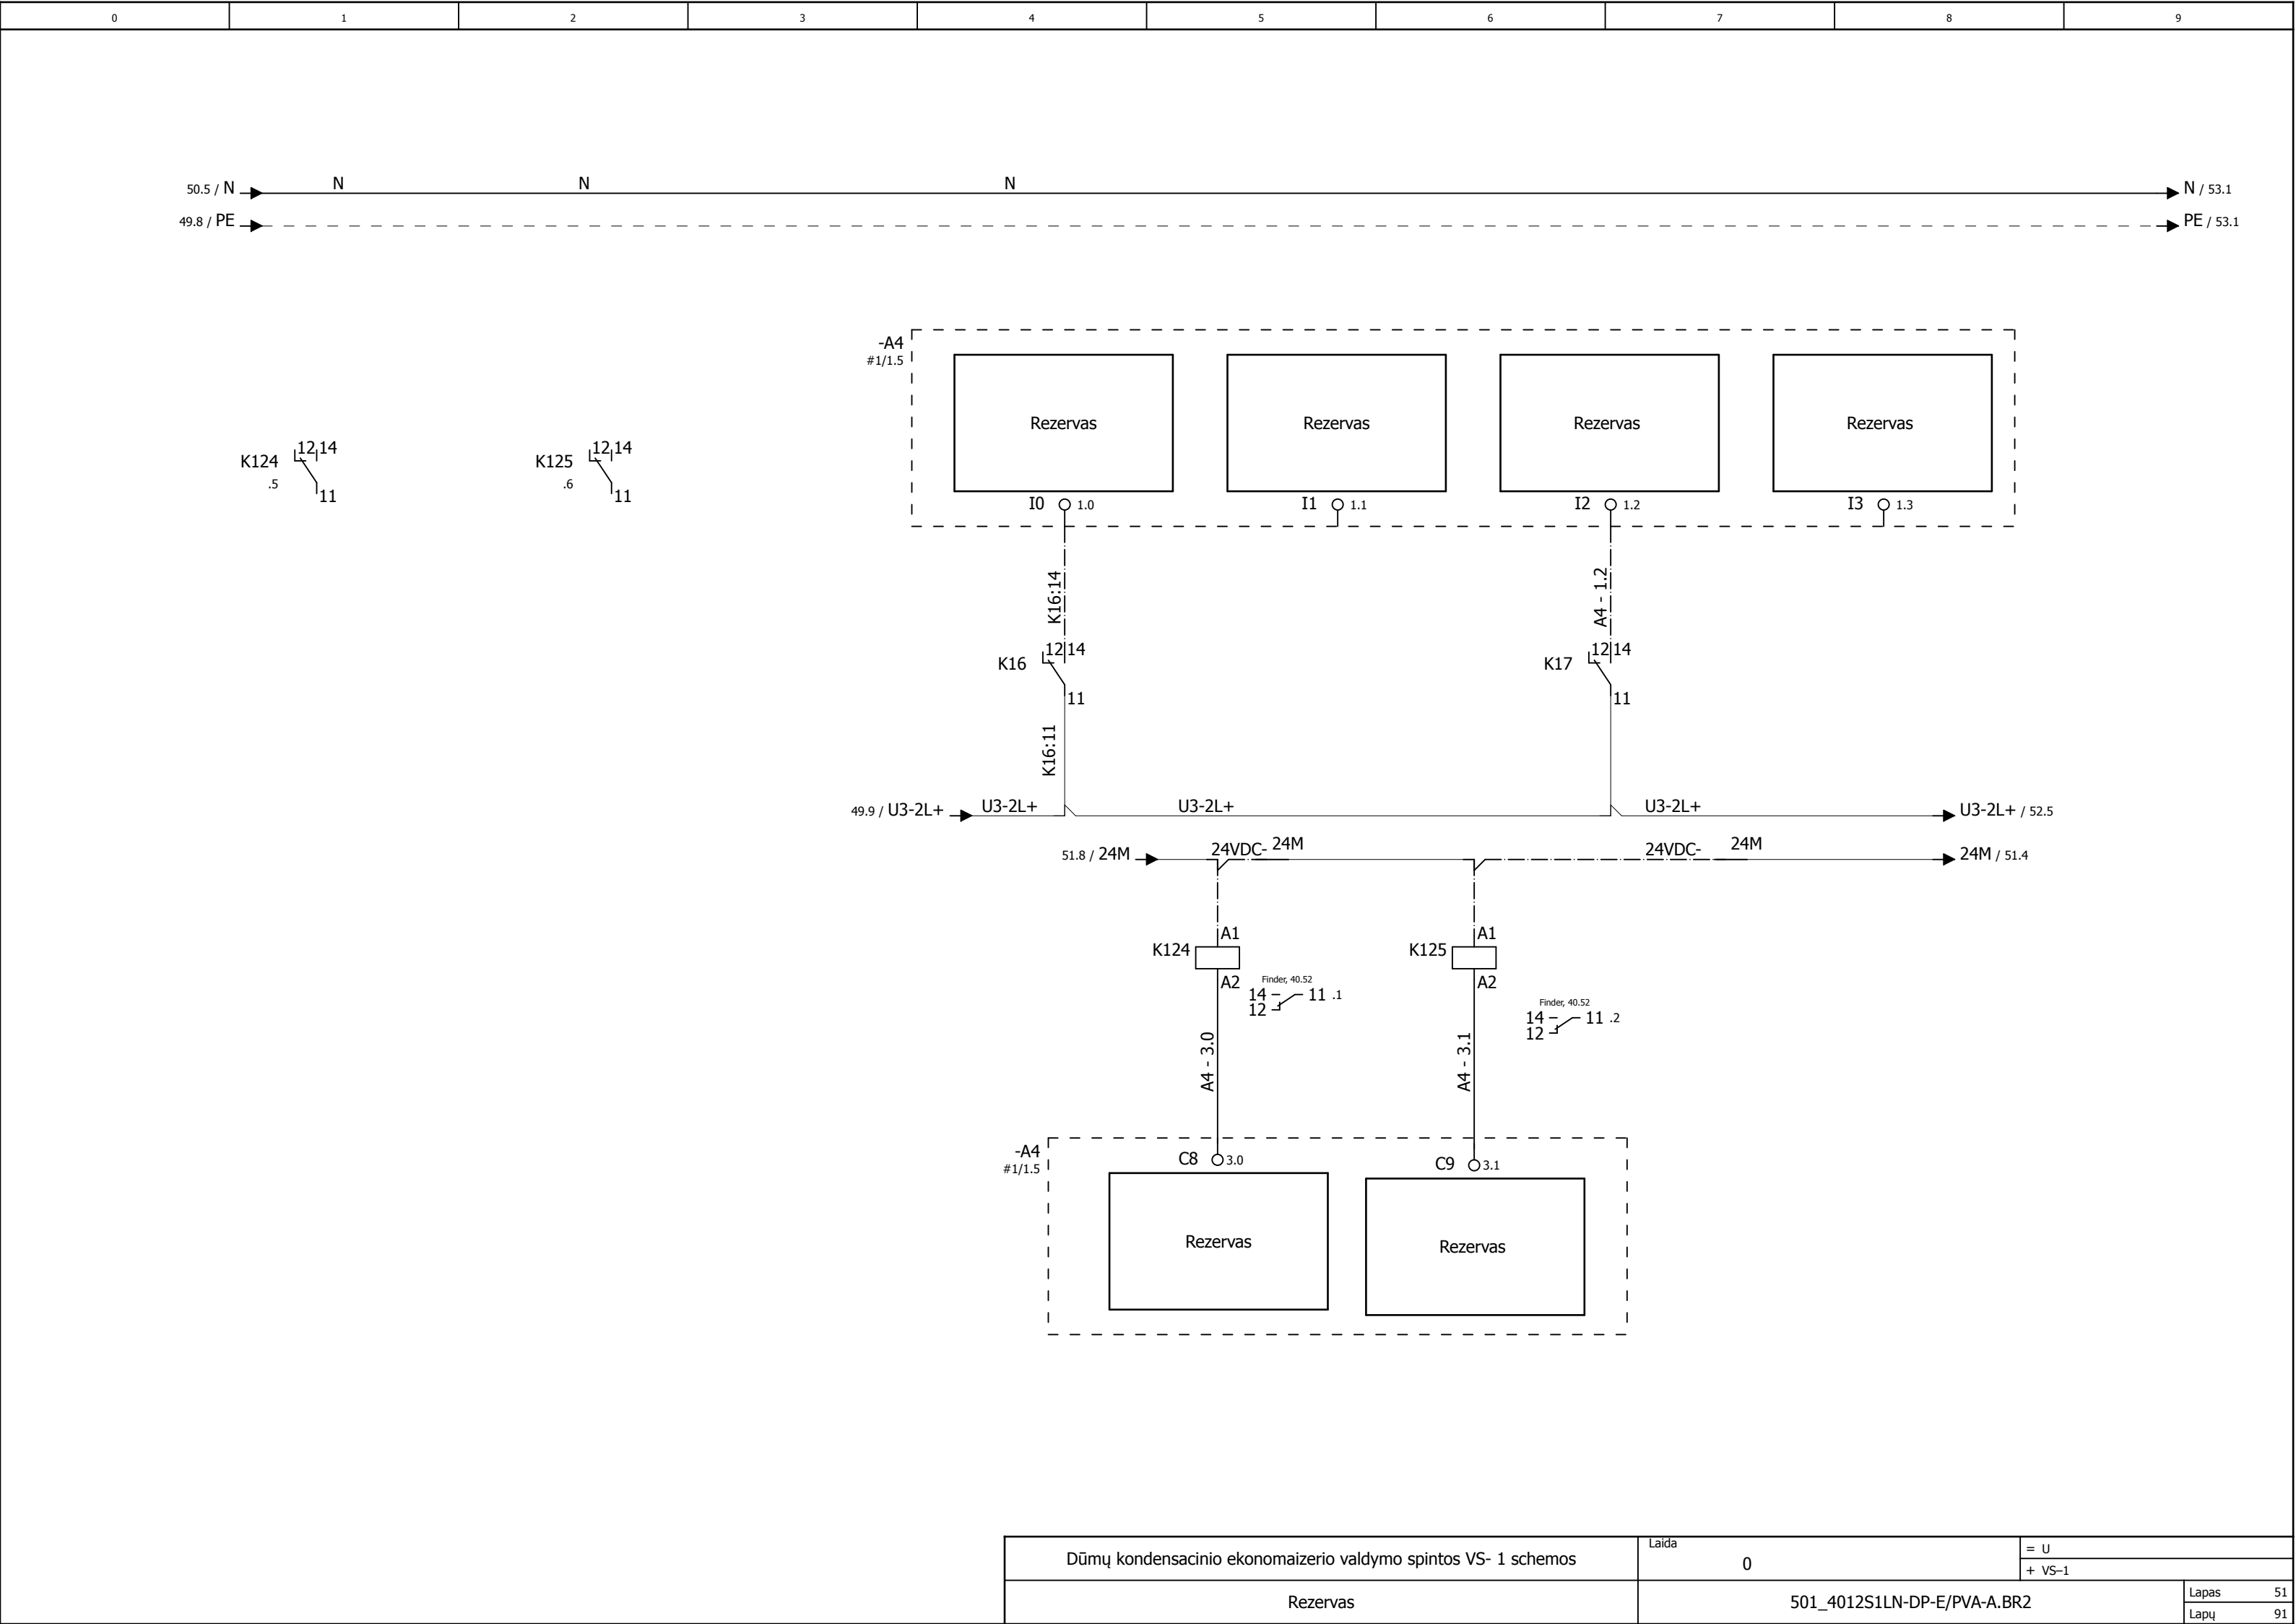 0 1 2 3 4 5 6 7 8 9
N N N
50.5 / N N / 53.1
49.8 / PE PE / 53.1
-A4
#1/1.5
Rezervas Rezervas Rezervas Rezervas
I0 1.0 I1 1.1 I2 1.2 I3 1.3
K124 12 14
.5 11
K125 12 14
.6 11
K16:14
A4 - 1.2
K16 12 14
11
K17 12 14
11
K16:11
49.9 / U3-2L+ U3-2L+ U3-2L+ U3-2L+ U3-2L+ / 52.5
51.8 / 24M 24VDC- 24M 24VDC- 24M 24M / 51.4
K124 A1
A2
Finder, 40.52
14 11 .1
12
K125 A1
A2
Finder, 40.52
14 11 .2
12
A4 - 3.0
A4 - 3.1
-A4
#1/1.5
C8 3.0
C9 3.1
Rezervas
Rezervas
Dūmų kondensacinio ekonomaizerio valdymo spintos VS- 1 schemos
Laida
0
= U
+ VS–1
Rezervas
501_4012S1LN-DP-E/PVA-A.BR2
Lapas 51
Lapų 91